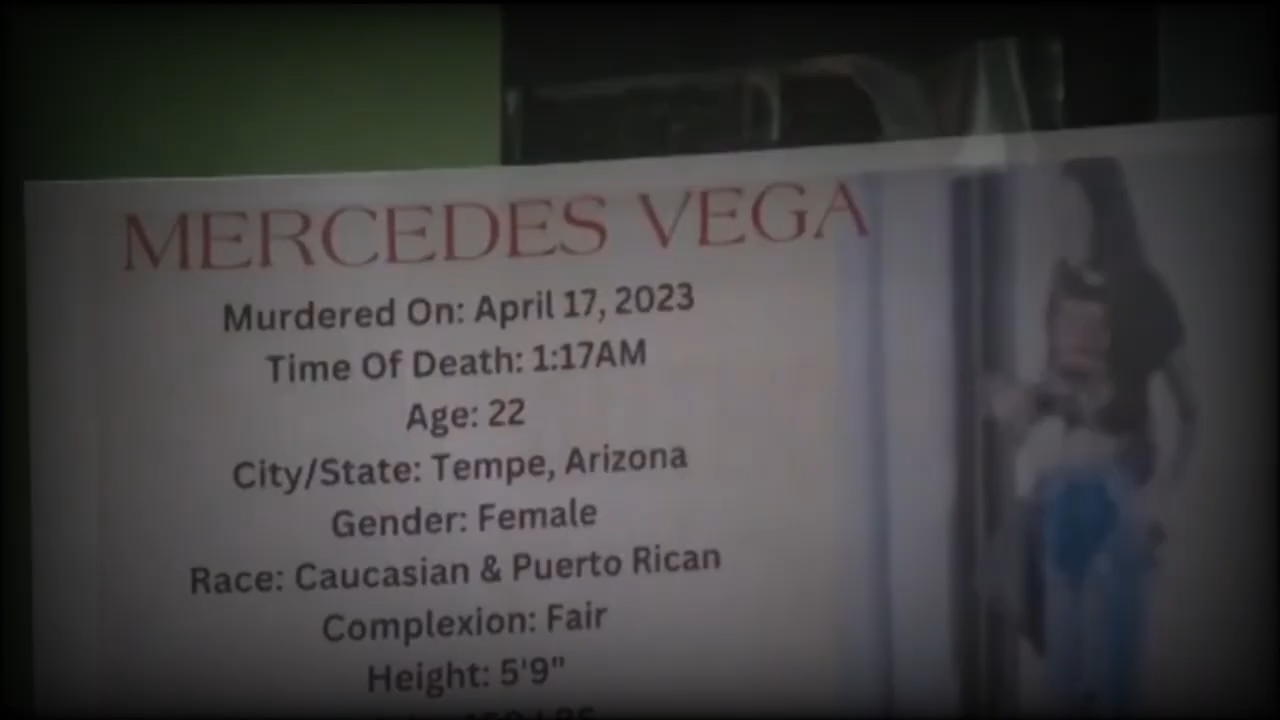 MERCEDES VEGA
Murdered On: April 17, 2023
Time Of Death: 1:17AM
Age: 22
City/State: Tempe, Arizona
Gender: Female
Race: Caucasian & Puerto Rican
Complexion: Fair
Height: 5'9"